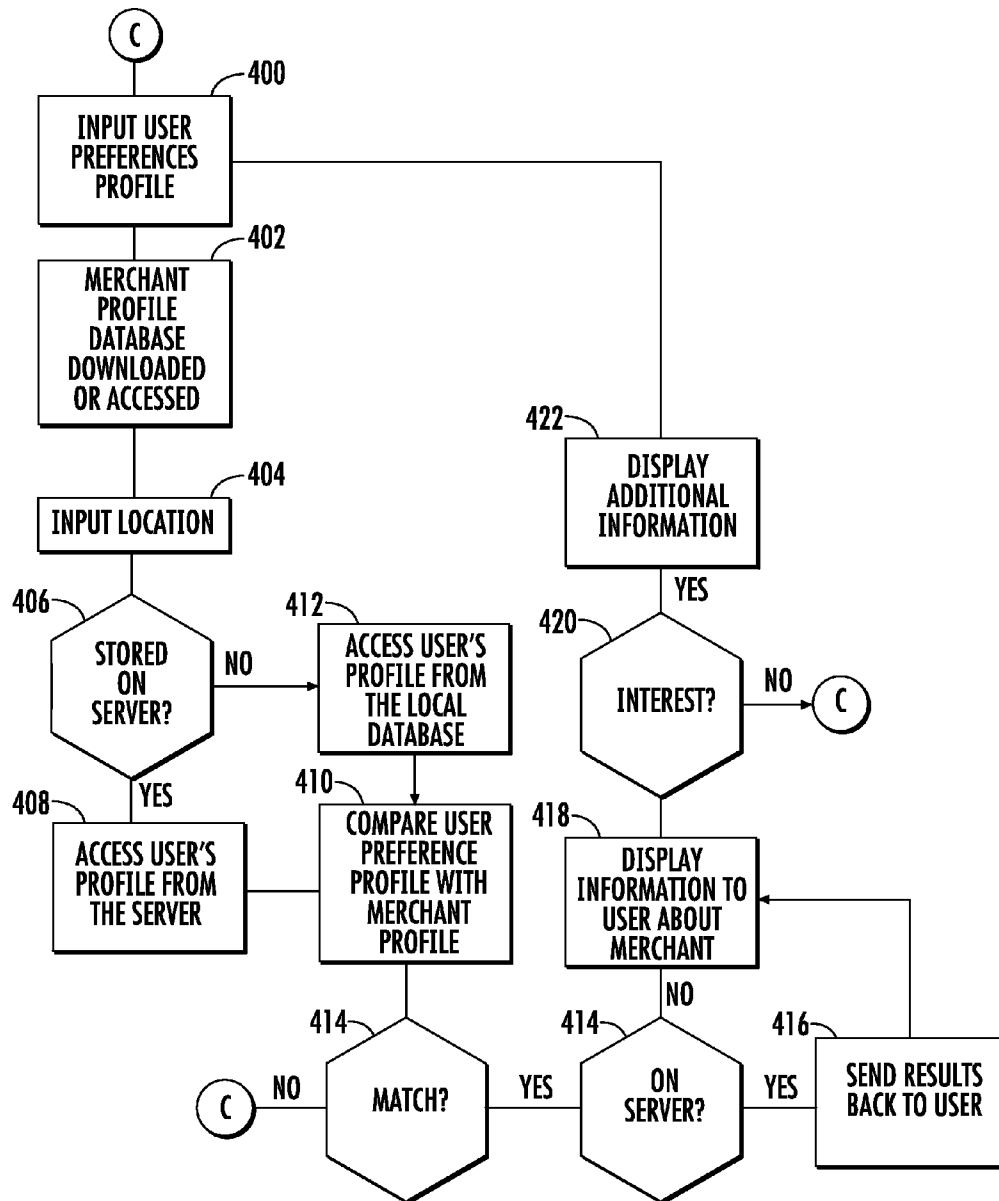 C
400
INPUT USER
PREFERENCES
PROFILE
402
MERCHANT
PROFILE
DATABASE
DOWNLOADED
OR ACCESSED
404
INPUT LOCATION
406
STORED
ON
SERVER?
NO
YES
412
ACCESS USER'S
PROFILE FROM
THE LOCAL
DATABASE
408
ACCESS USER'S
PROFILE FROM
THE SERVER
410
COMPARE USER
PREFERENCE
PROFILE WITH
MERCHANT
PROFILE
414
MATCH?
NO
C
YES
414
ON
SERVER?
YES
416
SEND RESULTS
BACK TO USER
NO
418
DISPLAY
INFORMATION TO
USER ABOUT
MERCHANT
420
INTEREST?
NO
C
YES
422
DISPLAY
ADDITIONAL
INFORMATION